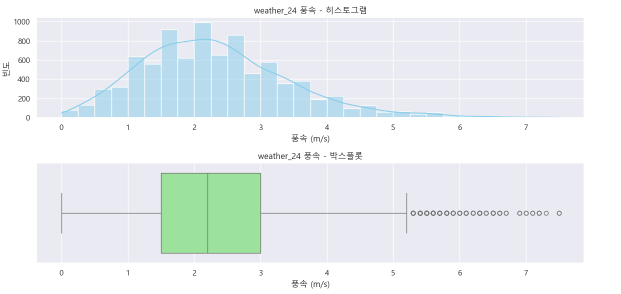 weather_24 풍속 - 히스토그램
1000
800
600
400
200
0
빈도
0 1 2 3 4 5 6 7
풍속 (m/s)
weather_24 풍속 - 박스플롯
0 1 2 3 4 5 6 7
풍속 (m/s)